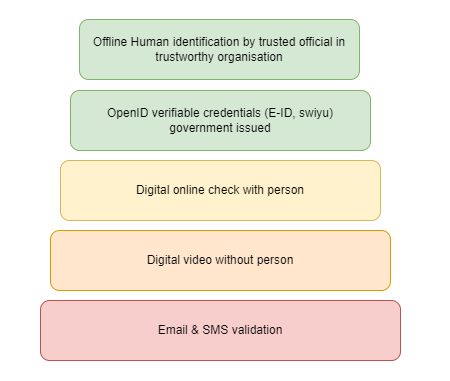 Offline Human identification by trusted official in
trustworthy organisation
OpenID verifiable credentials (E-ID, swiyu)
government issued
Digital online check with person
Digital video without person
Email & SMS validation